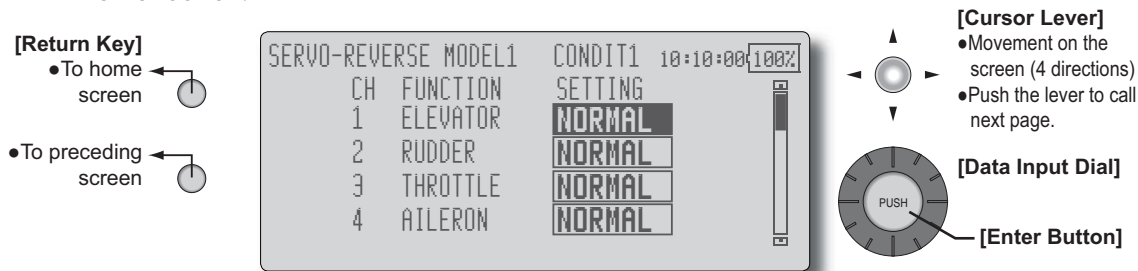 [Return Key]
●To home
screen
●To preceding
screen
SERVO-REVERSE MODEL1 CONDIT1 10:10:00 100%
CH FUNCTION SETTING
1 ELEVATOR NORMAL
2 RUDDER NORMAL
3 THROTTLE NORMAL
4 AILERON NORMAL
[Cursor Lever]
●Movement on the
screen (4 directions)
●Push the lever to call
next page.
[Data Input Dial]
PUSH
[Enter Button]